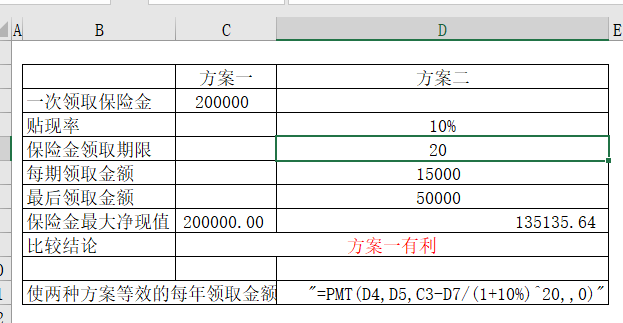 A B C D E
方案一 方案二
一次领取保险金 200000
贴现率 10%
保险金领取期限 20
每期领取金额 15000
最后领取金额 50000
保险金最大净现值 200000.00 135135.64
比较结论 方案一有利
使两种方案等效的每年领取金额 "=PMT(D4,D5,C3-D7/(1+10%)^20,,0)"